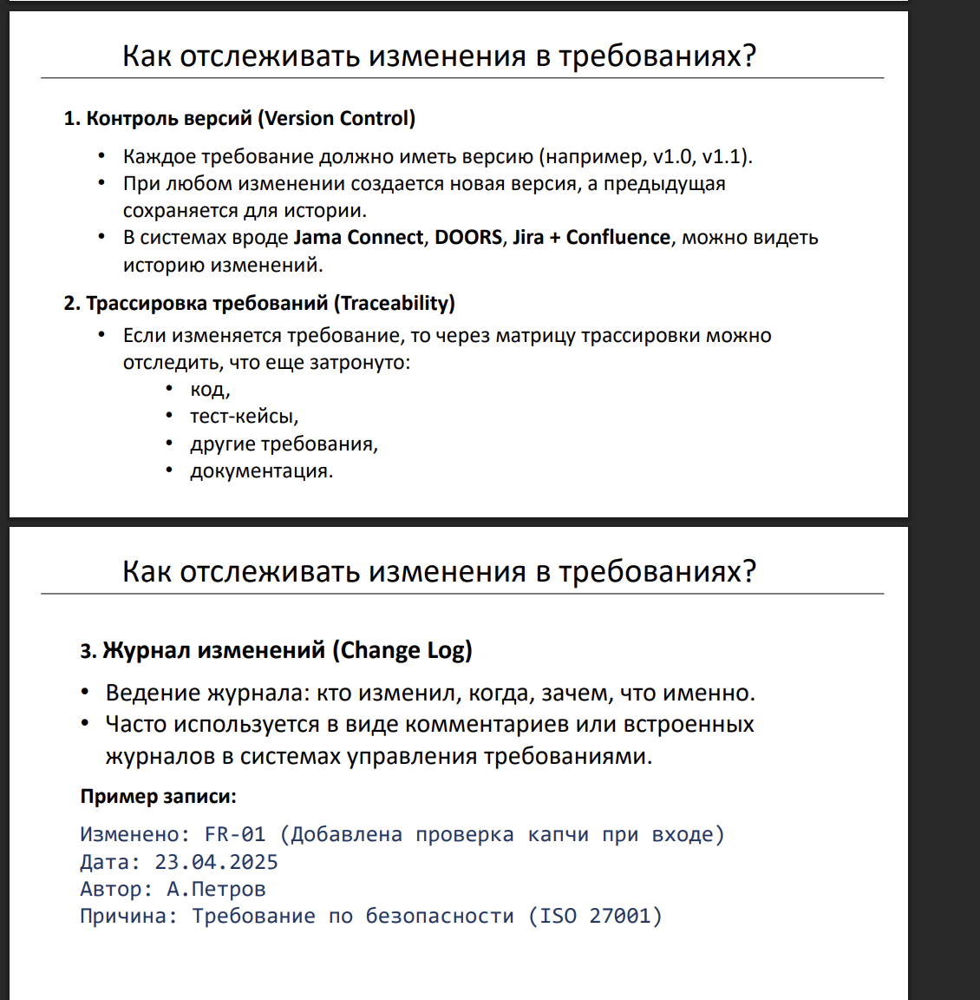 Как отслеживать изменения в требованиях?
1. Контроль версий (Version Control)
• Каждое требование должно иметь версию (например, v1.0, v1.1).
• При любом изменении создается новая версия, а предыдущая
сохраняется для истории.
• В системах вроде Jama Connect, DOORS, Jira + Confluence, можно видеть
историю изменений.
2. Трассировка требований (Traceability)
• Если изменяется требование, то через матрицу трассировки можно
отследить, что еще затронуто:
• код,
• тест-кейсы,
• другие требования,
• документация.
Как отслеживать изменения в требованиях?
3. Журнал изменений (Change Log)
• Ведение журнала: кто изменил, когда, зачем, что именно.
• Часто используется в виде комментариев или встроенных
журналов в системах управления требованиями.
Пример записи:
Изменено: FR-01 (Добавлена проверка капчи при входе)
Дата: 23.04.2025
Автор: А.Петров
Причина: Требование по безопасности (ISO 27001)